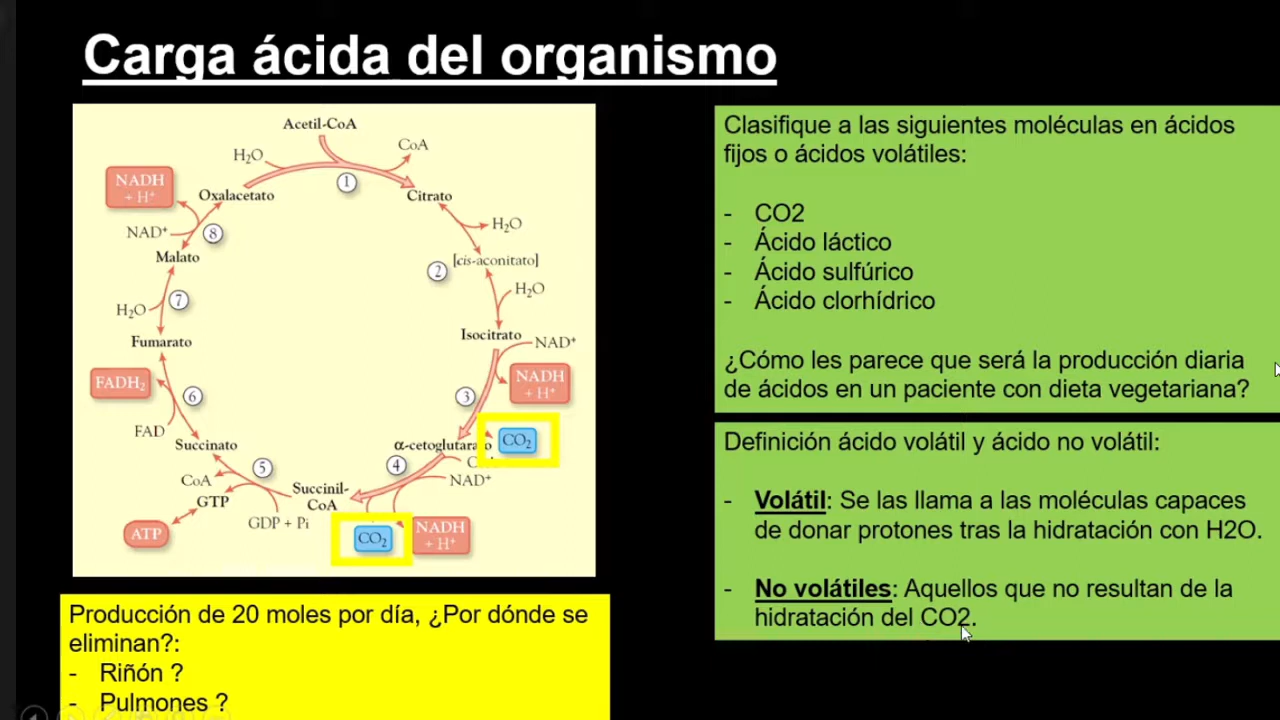 Carga ácida del organismo
Acetil-CoA
H₂O
CoA
1
Oxalacetato
Citrato
NADH
+ H⁺
NAD⁺
8
Malato
H₂O
[cis-aconitato]
2
H₂O
H₂O
7
Isocitrato
NAD⁺
Fumarato
NADH
+ H⁺
FADH₂
6
3
FAD
Succinato
α-cetoglutarato
CO₂
4
NAD⁺
5
CoA
GTP
Succinil-
CoA
GDP + Pi
ATP
CO₂
NADH
+ H⁺
Producción de 20 moles por día, ¿Por dónde se
eliminan?:
- Riñón ?
- Pulmones ?
Clasifique a las siguientes moléculas en ácidos
fijos o ácidos volátiles:
- CO2
- Ácido láctico
- Ácido sulfúrico
- Ácido clorhídrico
¿Cómo les parece que será la producción diaria
de ácidos en un paciente con dieta vegetariana?
Definición ácido volátil y ácido no volátil:
- Volátil: Se las llama a las moléculas capaces
de donar protones tras la hidratación con H2O.
- No volátiles: Aquellos que no resultan de la
hidratación del CO2.